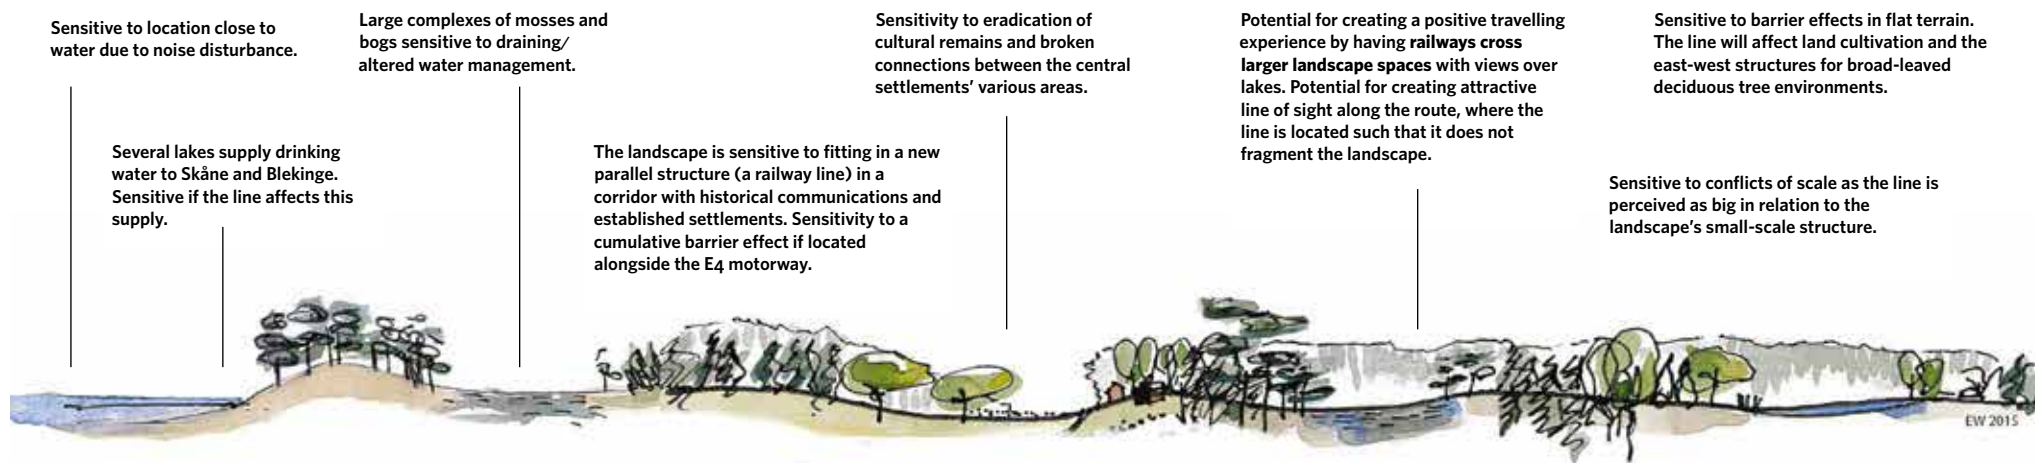 Sensitive to location close to
water due to noise disturbance.
Several lakes supply drinking
water to Skåne and Blekinge.
Sensitive if the line affects this
supply.
Large complexes of mosses and
bogs sensitive to draining/
altered water management.
The landscape is sensitive to fitting in a new
parallel structure (a railway line) in a
corridor with historical communications and
established settlements. Sensitivity to a
cumulative barrier effect if located
alongside the E4 motorway.
Sensitivity to eradication of
cultural remains and broken
connections between the central
settlements' various areas.
Potential for creating a positive travelling
experience by having railways cross
larger landscape spaces with views over
lakes. Potential for creating attractive
line of sight along the route, where the
line is located such that it does not
fragment the landscape.
Sensitive to barrier effects in flat terrain.
The line will affect land cultivation and the
east-west structures for broad-leaved
deciduous tree environments.
Sensitive to conflicts of scale as the line is
perceived as big in relation to the
landscape's small-scale structure.
EW 2015